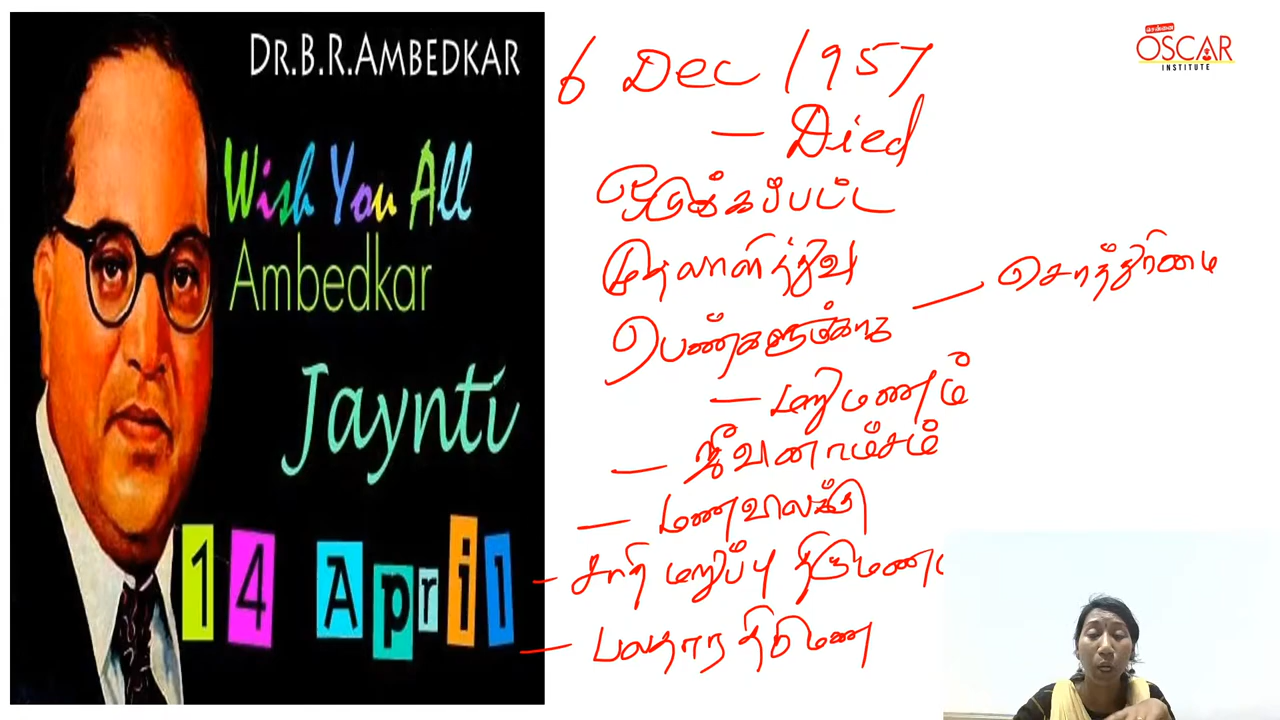 DR.B.R.AMBEDKAR
Wish You All
Ambedkar
Jaynti
14 April
6 Dec 1957
— Died
ஒடுக்கப்பட்ட
முதலாளித்துவ
பெண்களுக்காக — சொத்துரிமை
— மறுமணம்
— ஜீவனாம்சம்
— மணவிலக்கு
— சாதி மறுப்பு திருமணம
— பலதார திருமண
சென்னை
OSCAR
INSTITUTE